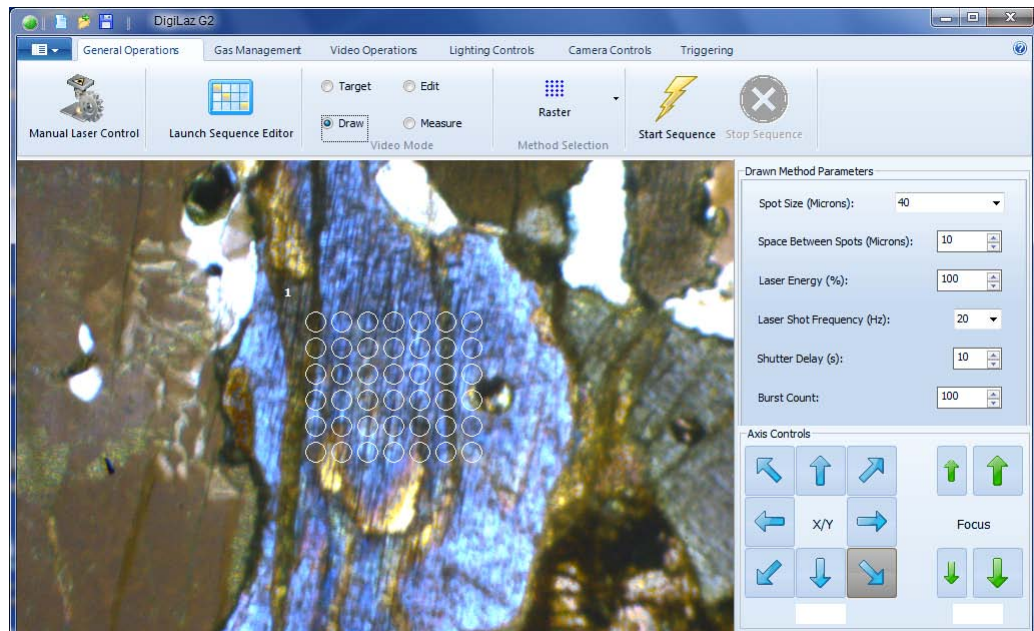 DigiLaz G2
General Operations Gas Management Video Operations Lighting Controls Camera Controls Triggering
Target Edit
Raster
Manual Laser Control Launch Sequence Editor Draw Measure Start Sequence Stop Sequence
Video Mode Method Selection
Drawn Method Parameters
Spot Size (Microns): 40
Space Between Spots (Microns): 10
Laser Energy (%): 100
Laser Shot Frequency (Hz): 20
Shutter Delay (s): 10
Burst Count: 100
1
Axis Controls
X/Y Focus